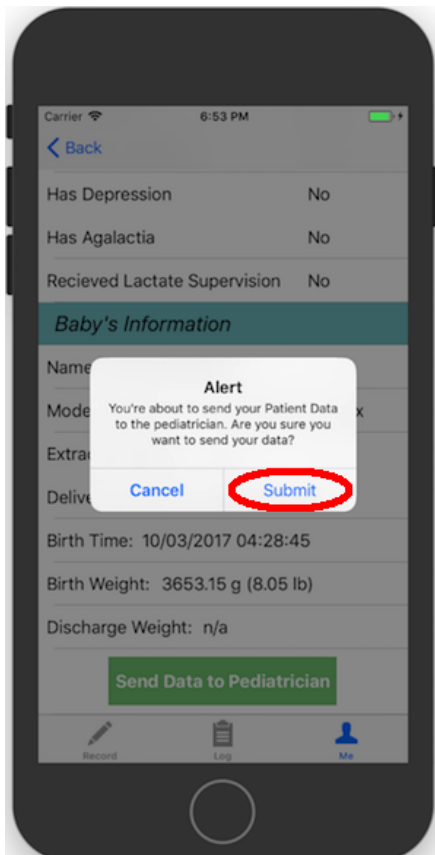 Carrier 6:53 PM
Back
Has Depression No
Has Agalactia No
Recieved Lactate Supervision No
Baby's Information
Name
Alert
You're about to send your Patient Data
to the pediatrician. Are you sure you
want to send your data?
Mode x
Cancel Submit
Birth Time: 10/03/2017 04:28:45
Birth Weight: 3653.15 g (8.05 lb)
Discharge Weight: n/a
Send Data to Pediatrician
Record Log Me